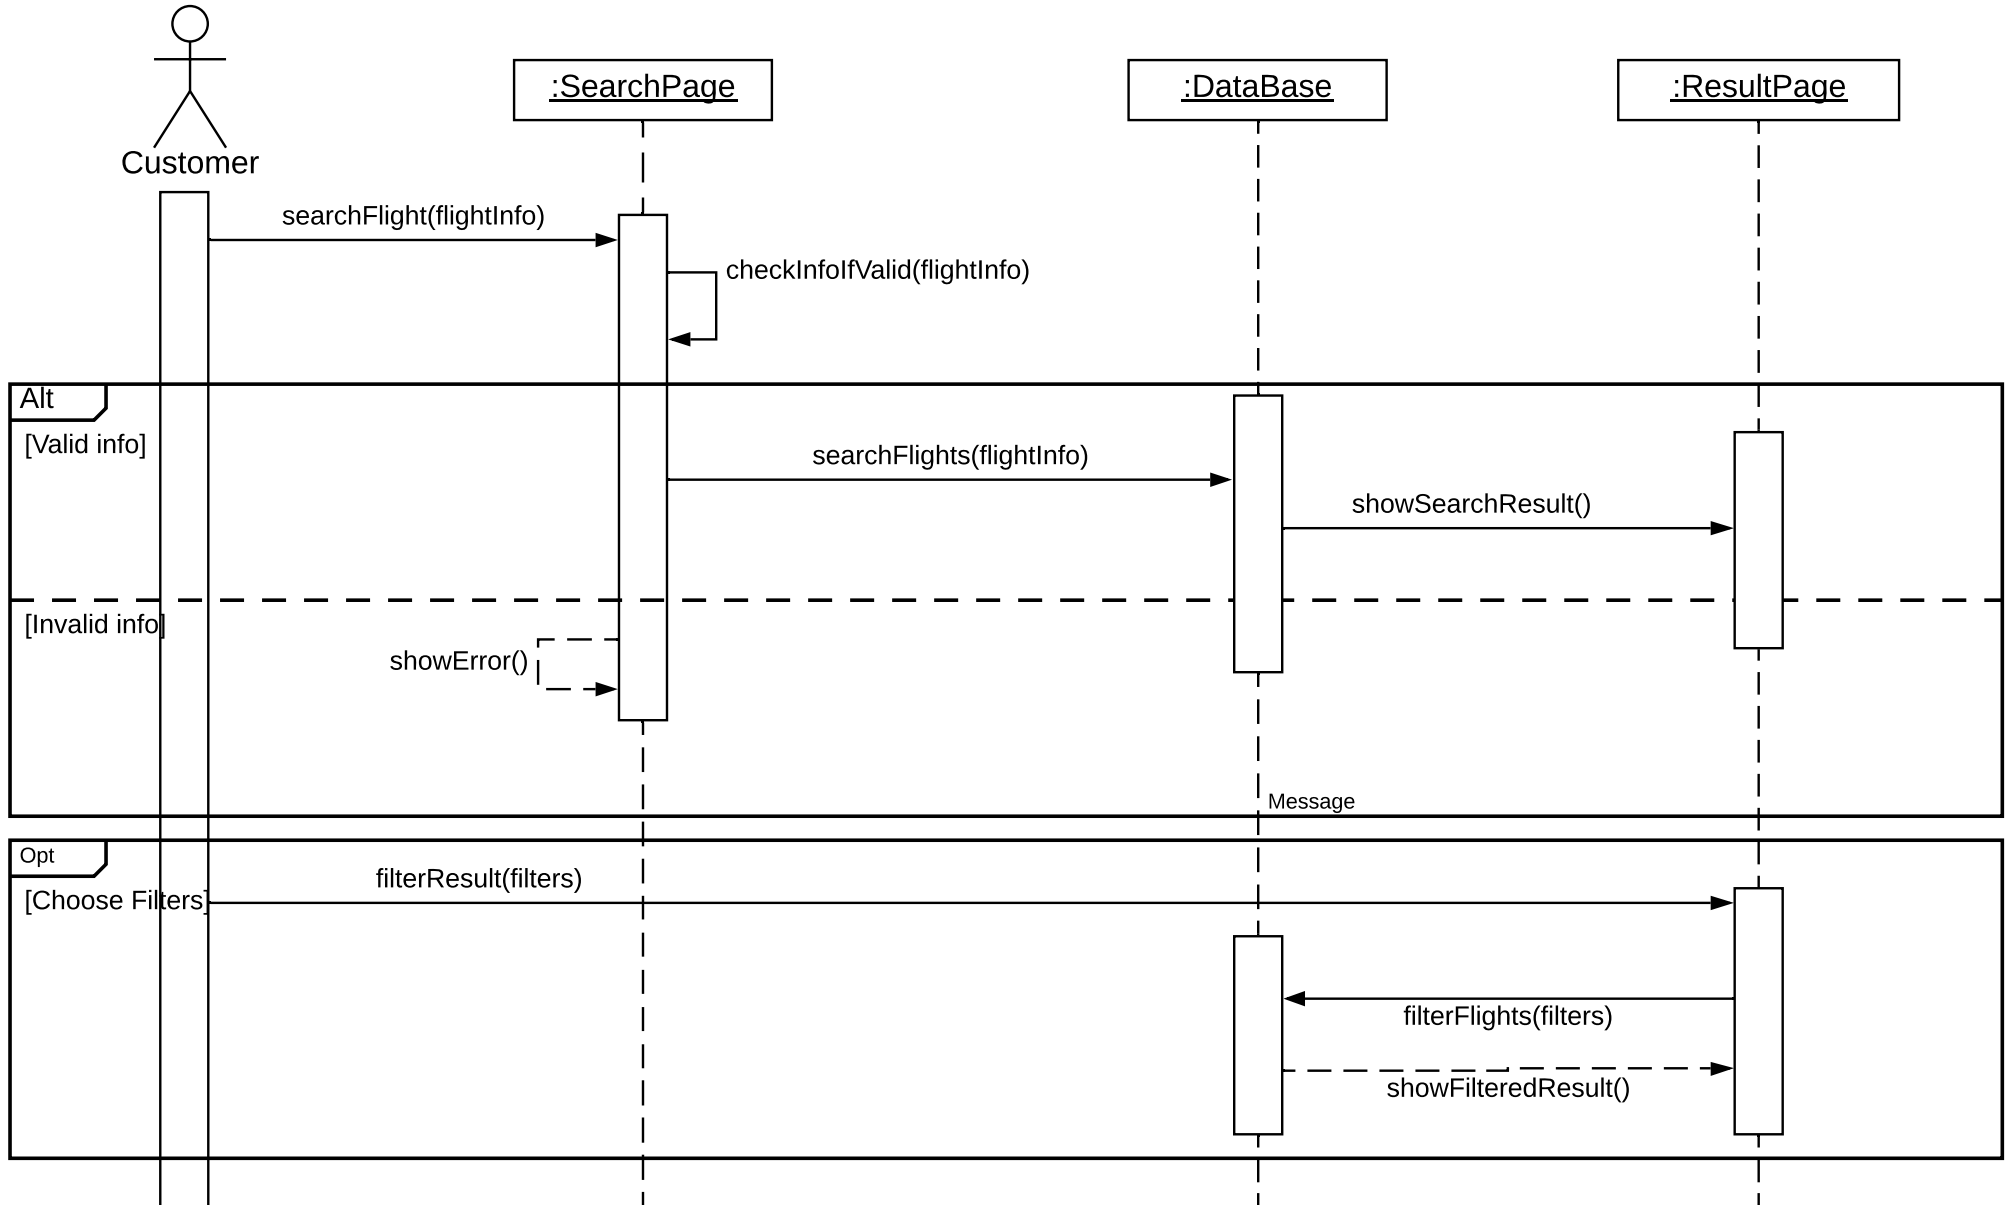 :SearchPage
:DataBase
:ResultPage
Customer
searchFlight(flightInfo)
checkInfoIfValid(flightInfo)
Alt
[Valid info]
searchFlights(flightInfo)
showSearchResult()
[Invalid info]
showError()
Message
Opt
filterResult(filters)
[Choose Filters]
filterFlights(filters)
showFilteredResult()